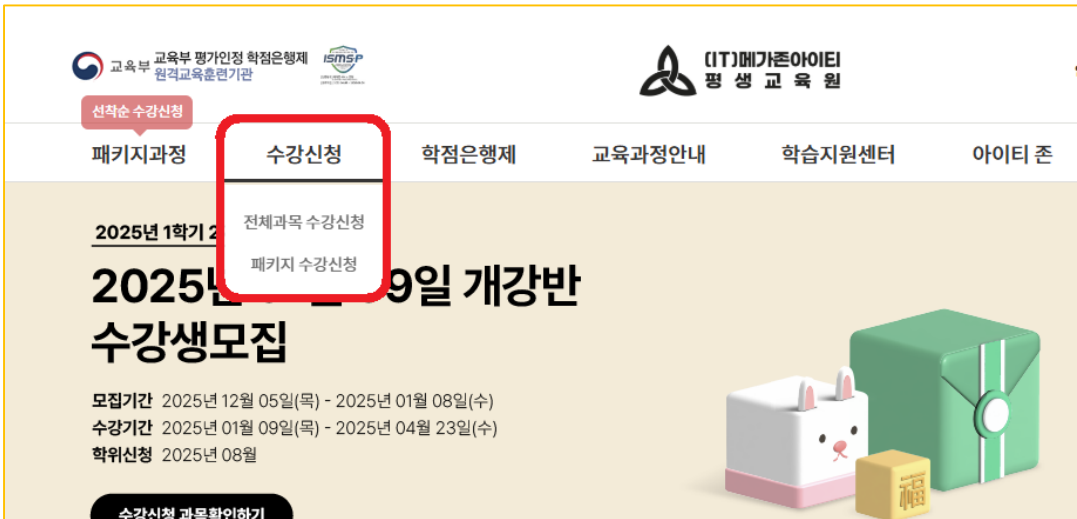 교육부
교육부 평가인정 학점은행제
원격교육훈련기관
ISMS-P
(IT)메가존아이티
평생교육원
선착순 수강신청
패키지과정 수강신청 학점은행제 교육과정안내 학습지원센터 아이티 존
전체과목 수강신청
패키지 수강신청
2025년 1학기 2
2025년 9일 개강반
수강생모집
모집기간 2025년 12월 05일(목) - 2025년 01월 08일(수)
수강기간 2025년 01월 09일(목) - 2025년 04월 23일(수)
학위신청 2025년 08월
수강신청 과목확인하기
福